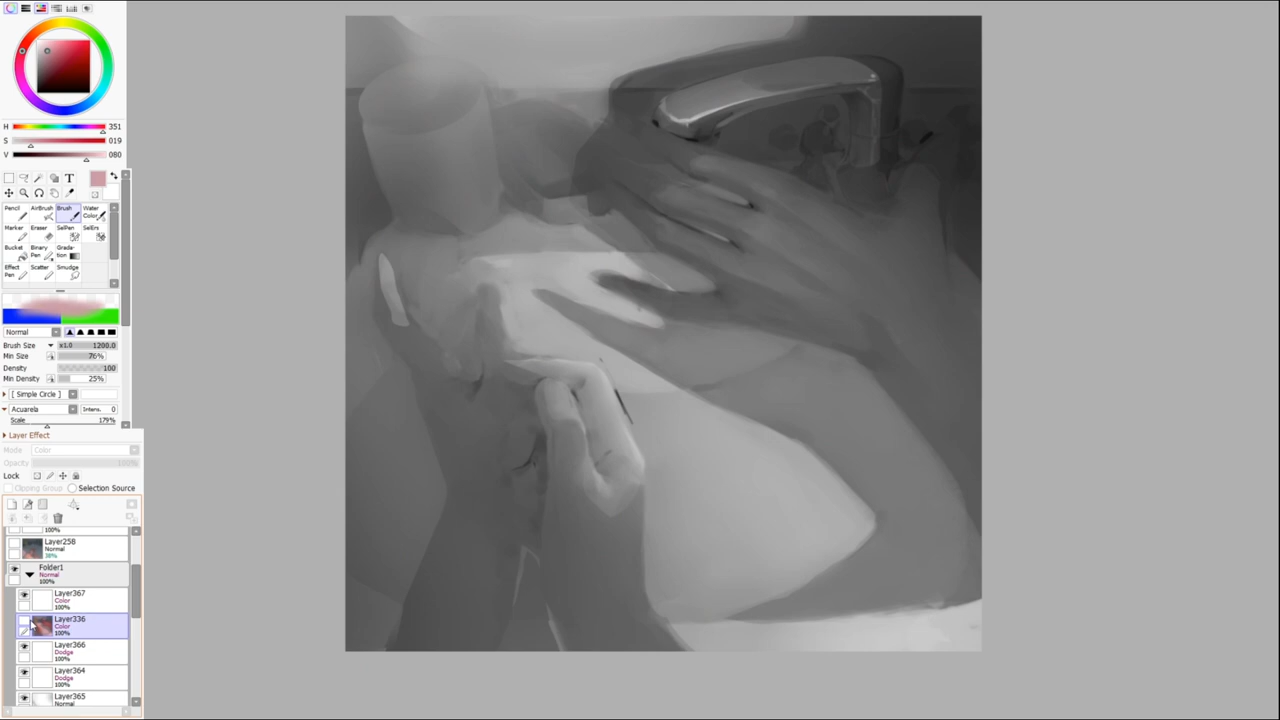 H 351
S 019
V 080
T
Pencil AirBrush Brush Water Color
Marker Eraser SelPen SelErs
Bucket Binary Pen Grada-tion
Effect Pen Scatter Smudge
Normal
Brush Size x1.0 1200.0
Min Size 76%
Density 100
Min Density 25%
[ Simple Circle ]
Acuarela Intens. 0
Scale 179%
Layer Effect
Mode Color
Opacity 100%
Lock
Clipping Group Selection Source
100%
Layer258
Normal
38%
Folder1
Normal
100%
Layer367
Color
100%
Layer336
Color
100%
Layer366
Dodge
100%
Layer364
Dodge
100%
Layer365
Normal